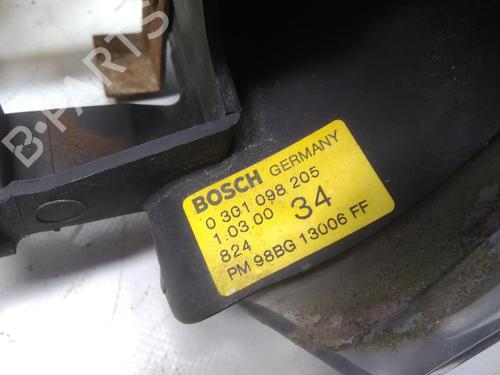 B-PARTS
BOSCH GERMANY
0 301 098 205
1.03.00 34
824
PM 98BG 13006 FF